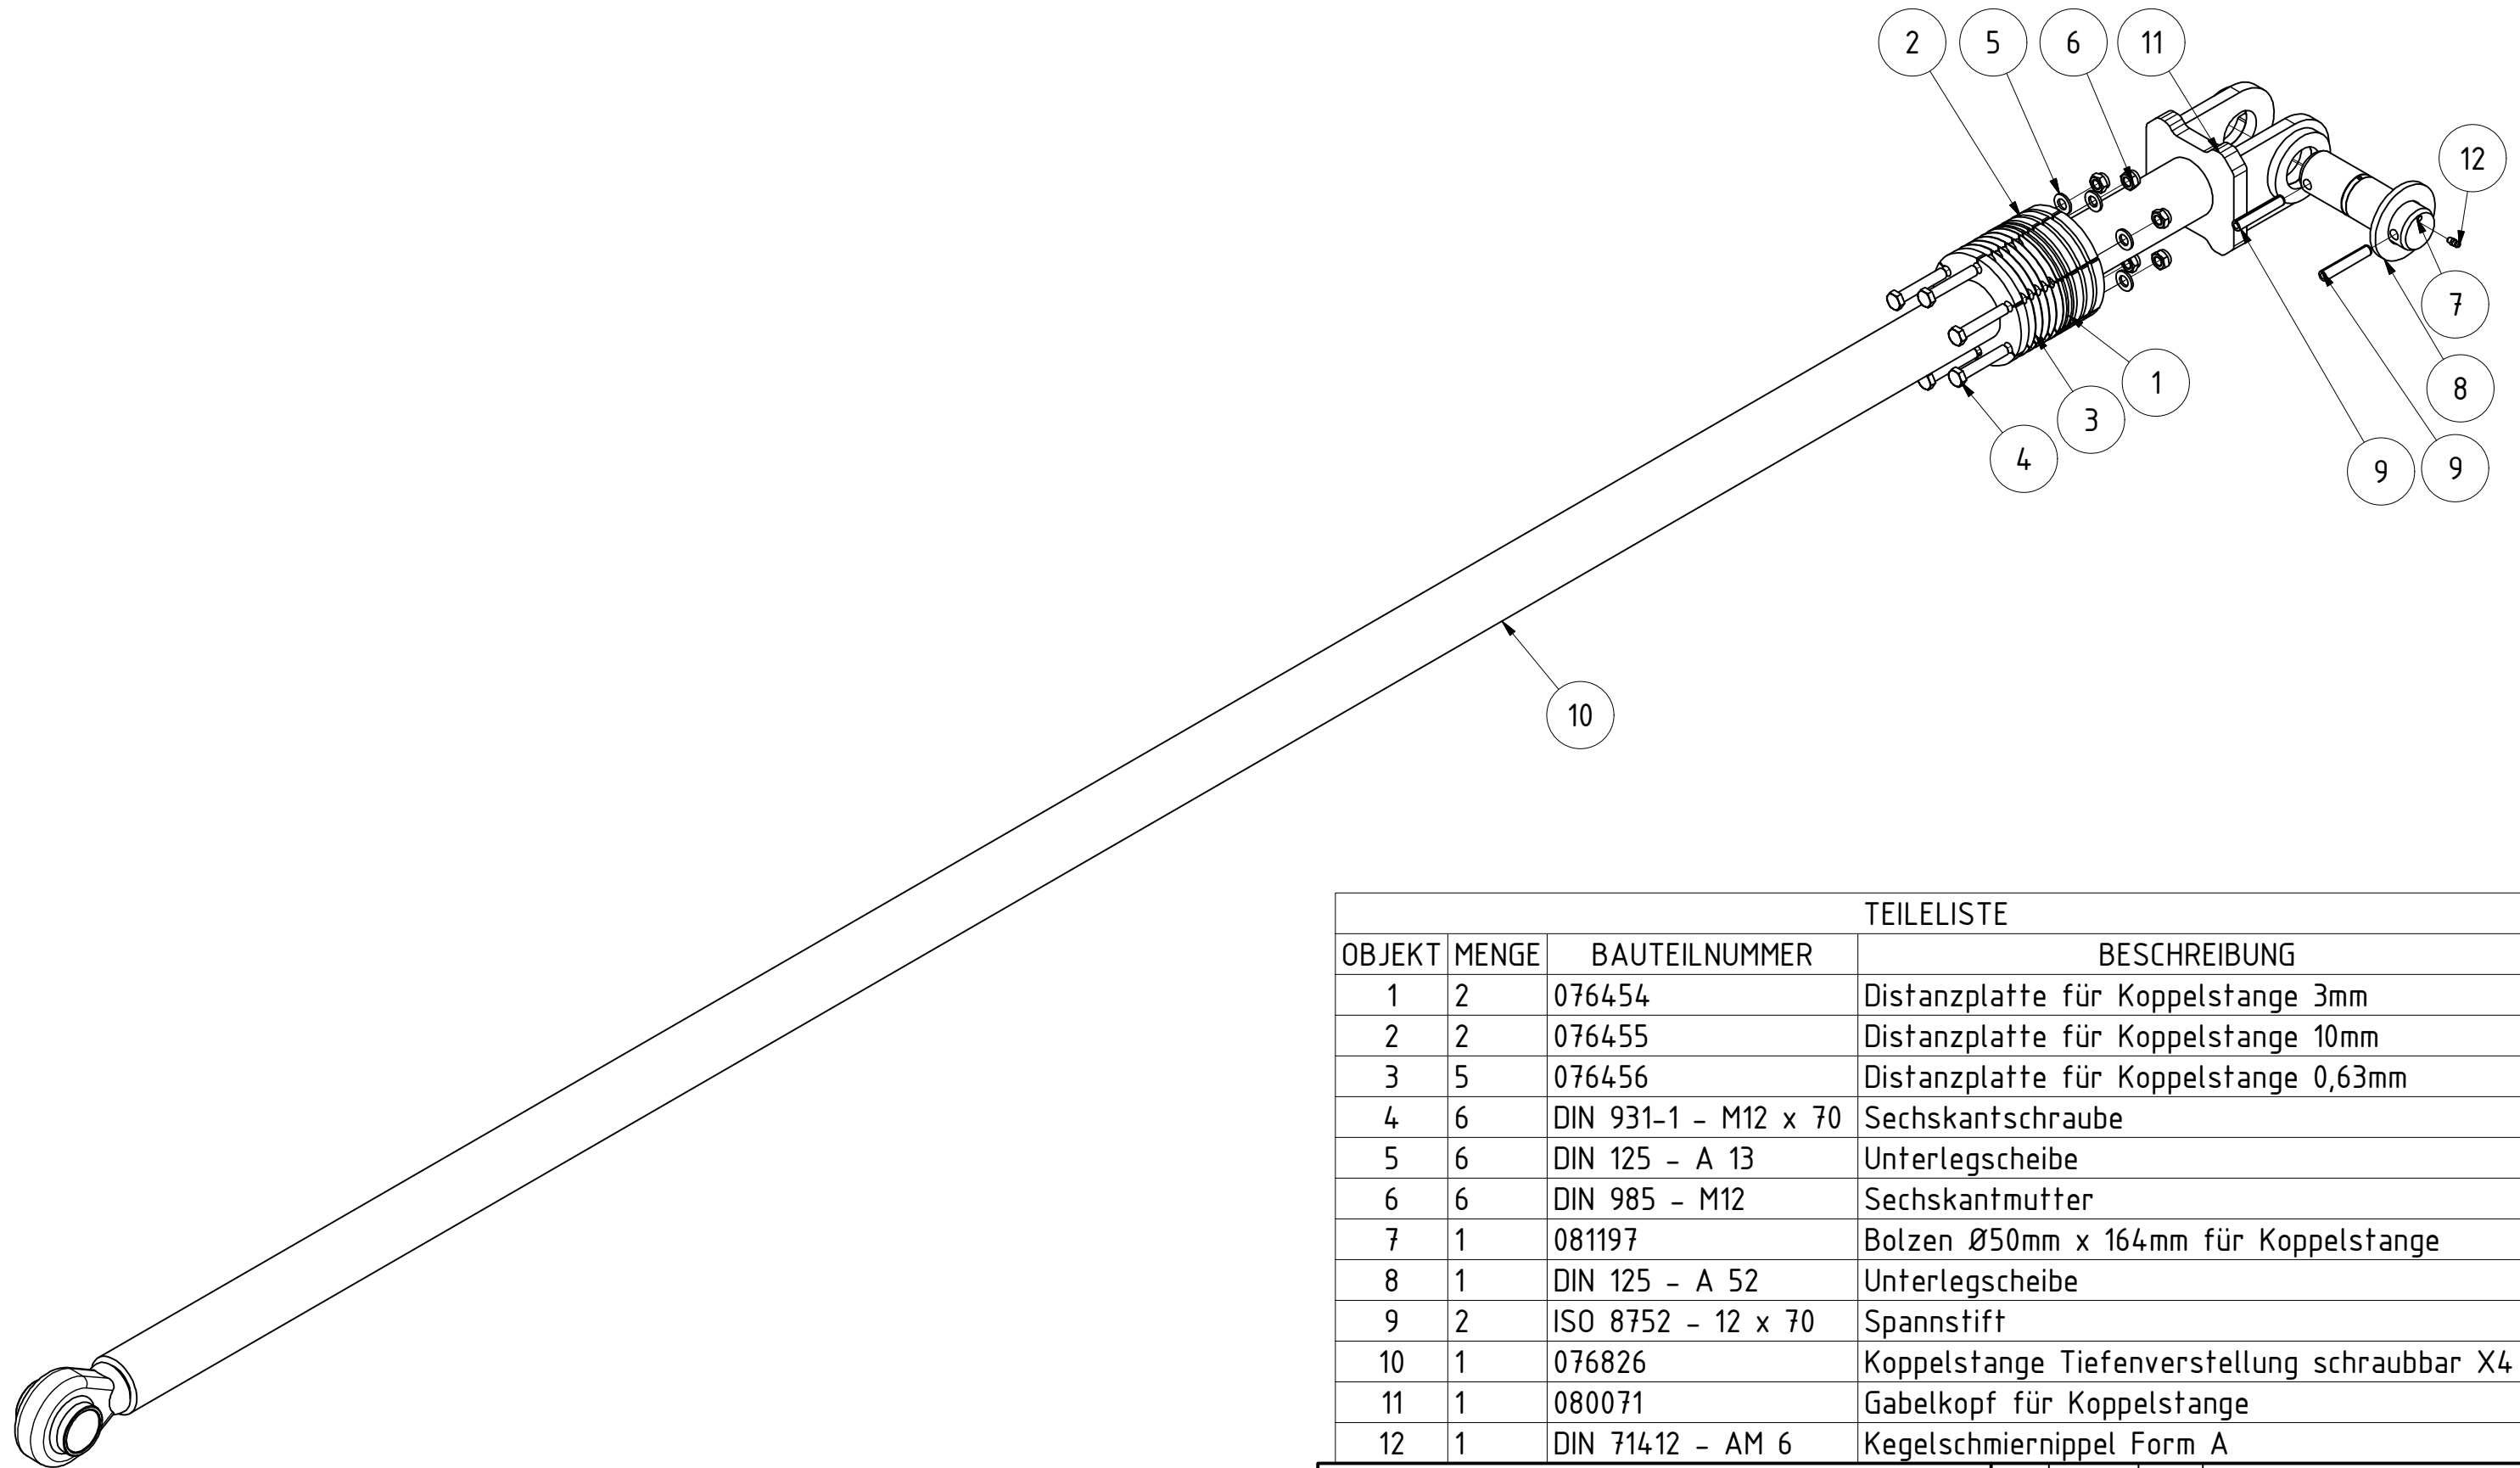 2 5 6 11
12
7
1
8
3
4
9 9
10
TEILELISTE
OBJEKT MENGE BAUTEILNUMMER BESCHREIBUNG
1 2 076454 Distanzplatte für Koppelstange 3mm
2 2 076455 Distanzplatte für Koppelstange 10mm
3 5 076456 Distanzplatte für Koppelstange 0,63mm
4 6 DIN 931-1 - M12 x 70 Sechskantschraube
5 6 DIN 125 - A 13 Unterlegscheibe
6 6 DIN 985 - M12 Sechskantmutter
7 1 081197 Bolzen Ø50mm x 164mm für Koppelstange
8 1 DIN 125 - A 52 Unterlegscheibe
9 2 ISO 8752 - 12 x 70 Spannstift
10 1 076826 Koppelstange Tiefenverstellung schraubbar X4
11 1 080071 Gabelkopf für Koppelstange
12 1 DIN 71412 - AM 6 Kegelschmiernippel Form A